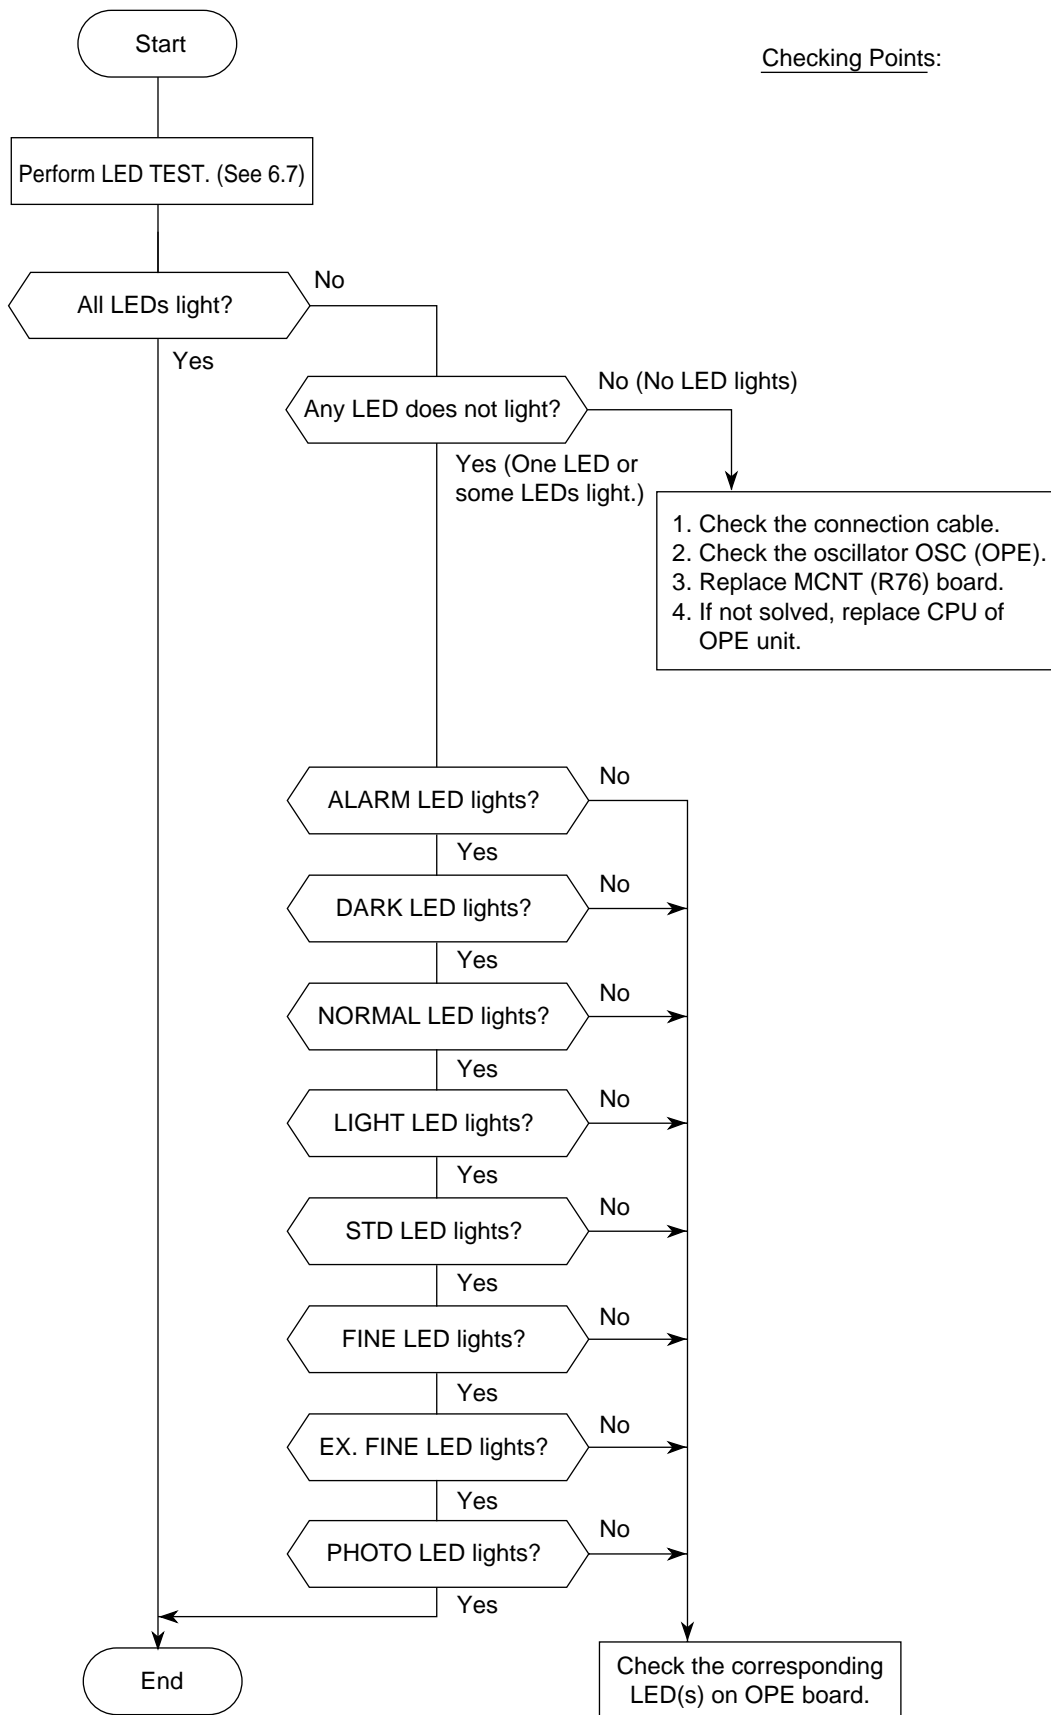 Start
Checking Points:
Perform LED TEST. (See 6.7)
No
All LEDs light?
Yes
No (No LED lights)
Any LED does not light?
Yes (One LED or
some LEDs light.)
1. Check the connection cable.
2. Check the oscillator OSC (OPE).
3. Replace MCNT (R76) board.
4. If not solved, replace CPU of
OPE unit.
No
ALARM LED lights?
Yes
No
DARK LED lights?
Yes
No
NORMAL LED lights?
Yes
No
LIGHT LED lights?
Yes
No
STD LED lights?
Yes
No
FINE LED lights?
Yes
No
EX. FINE LED lights?
Yes
No
PHOTO LED lights?
Yes
End
Check the corresponding
LED(s) on OPE board.